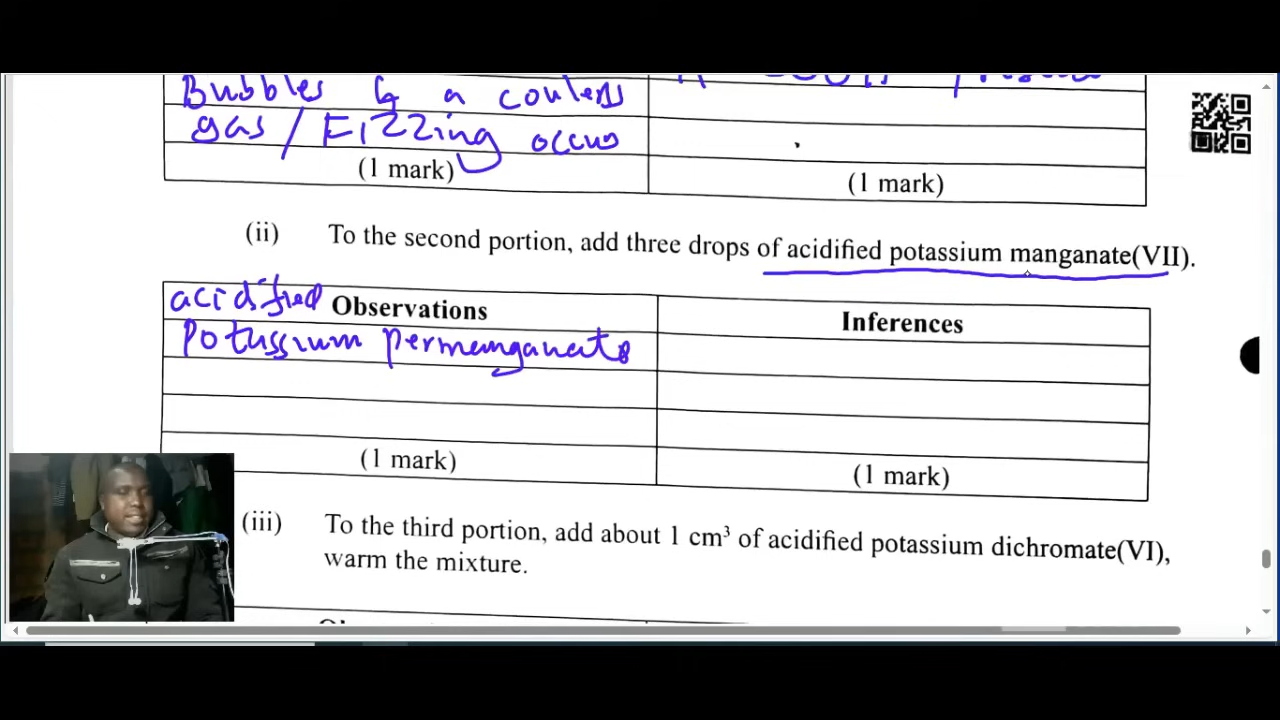 Bubbles of a coulerls
gas / Fizzing occurs
(1 mark)
(1 mark)
(ii) To the second portion, add three drops of acidified potassium manganate(VII).
acidified
Observations
Inferences
Potassium permanganate
(1 mark)
(1 mark)
(iii) To the third portion, add about 1 cm³ of acidified potassium dichromate(VI),
warm the mixture.